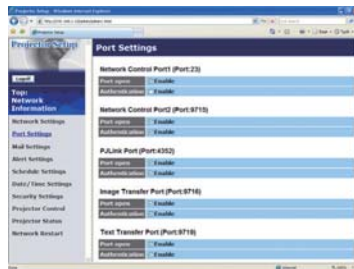 Projector Setup
Logoff
Top:
Network
Information
Network Settings
Port Settings
Mail Settings
Alert Settings
Schedule Settings
Date/Time Settings
Security Settings
Projector Control
Projector Status
Network Restart
Port Settings
Network Control Port1 (Port:23)
Port open Enable
Authentication Enable
Network Control Port2 (Port:9715)
Port open Enable
Authentication Enable
PJLink Port (Port:4352)
Port open Enable
Authentication Enable
Image Transfer Port (Port:9716)
Port open Enable
Authentication Enable
Text Transfer Port (Port:9719)
Port open Enable
Authentication Enable